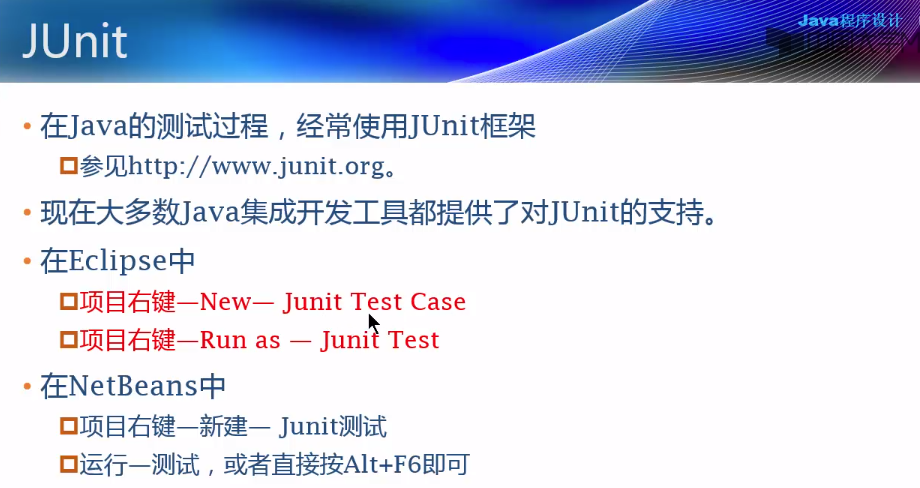 Java程序设计
JUnit
在Java的测试过程，经常使用JUnit框架
参见http://www.junit.org。
现在大多数Java集成开发工具都提供了对JUnit的支持。
在Eclipse中
项目右键—New— Junit Test Case
项目右键—Run as — Junit Test
在NetBeans中
项目右键—新建— Junit测试
运行—测试，或者直接按Alt+F6即可